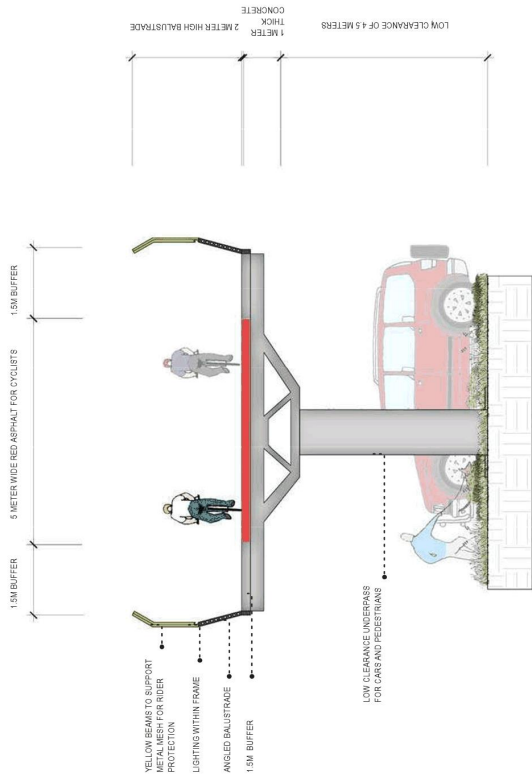 1.5M BUFFER
5 METER WIDE RED ASPHALT FOR CYCLISTS
1.5M BUFFER
2 METER HIGH BALUSTRADE
1 METER
THICK
CONCRETE
LOW CLEARANCE OF 4.5 METERS
YELLOW BEAMS TO SUPPORT
METAL MESH FOR RIDER
PROTECTION
LIGHTING WITHIN FRAME
ANGLED BALUSTRADE
1.5M BUFFER
LOW CLEARANCE UNDERPASS
FOR CARS AND PEDESTRIANS